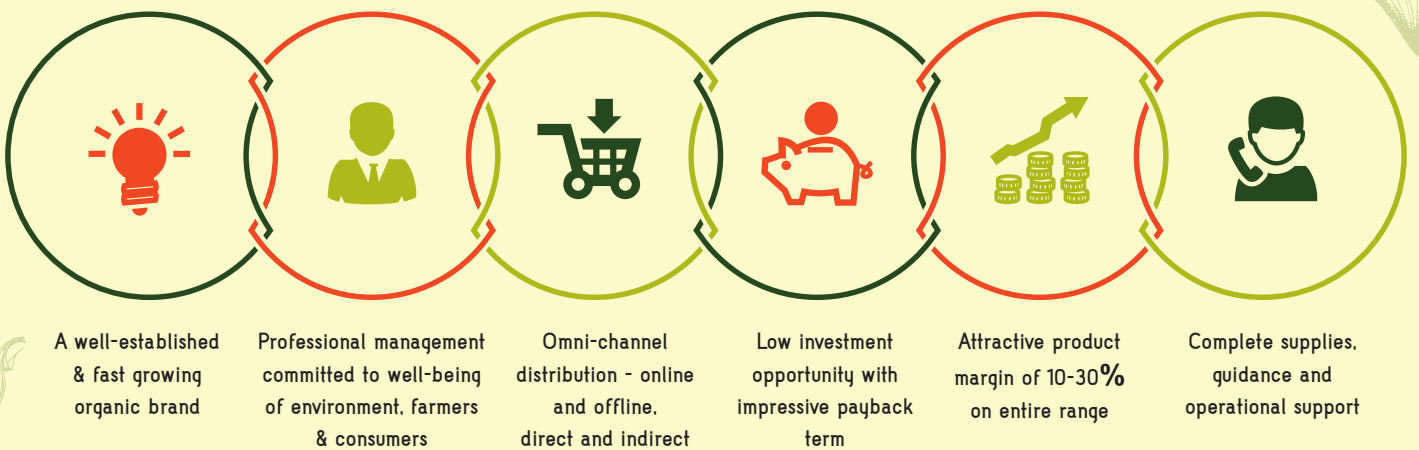 A well-established
& fast growing
organic brand
Professional management
committed to well-being
of environment, farmers
& consumers
Omni-channel
distribution - online
and offline,
direct and indirect
Low investment
opportunity with
impressive payback
term
Attractive product
margin of 10-30%
on entire range
Complete supplies,
guidance and
operational support